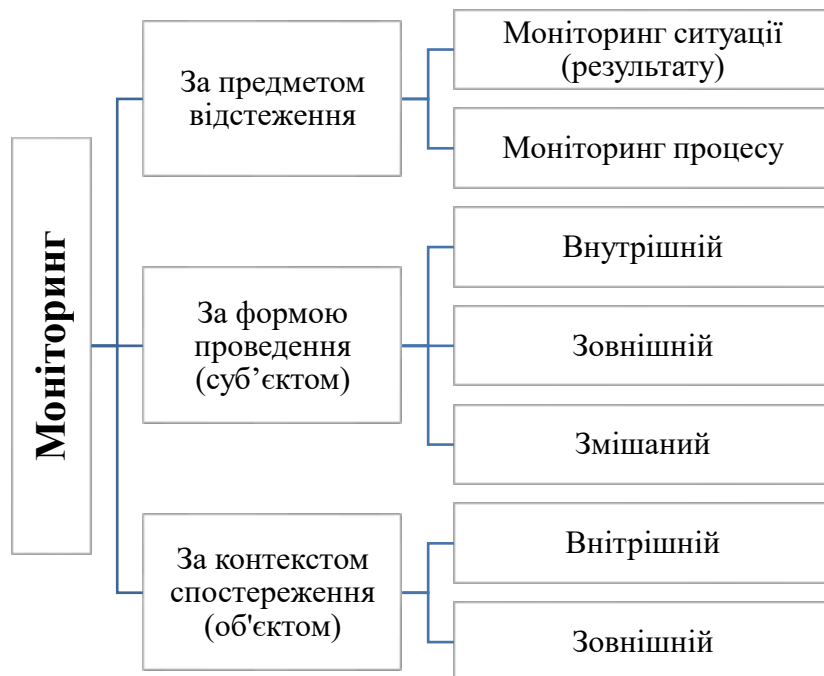 Моніторинг
За предметом
відстеження
Моніторинг ситуації
(результату)
Моніторинг процесу
За формою
проведення
(суб’єктом)
Внутрішній
Зовнішній
Змішаний
За контекстом
спостереження
(об'єктом)
Внітрішній
Зовнішній